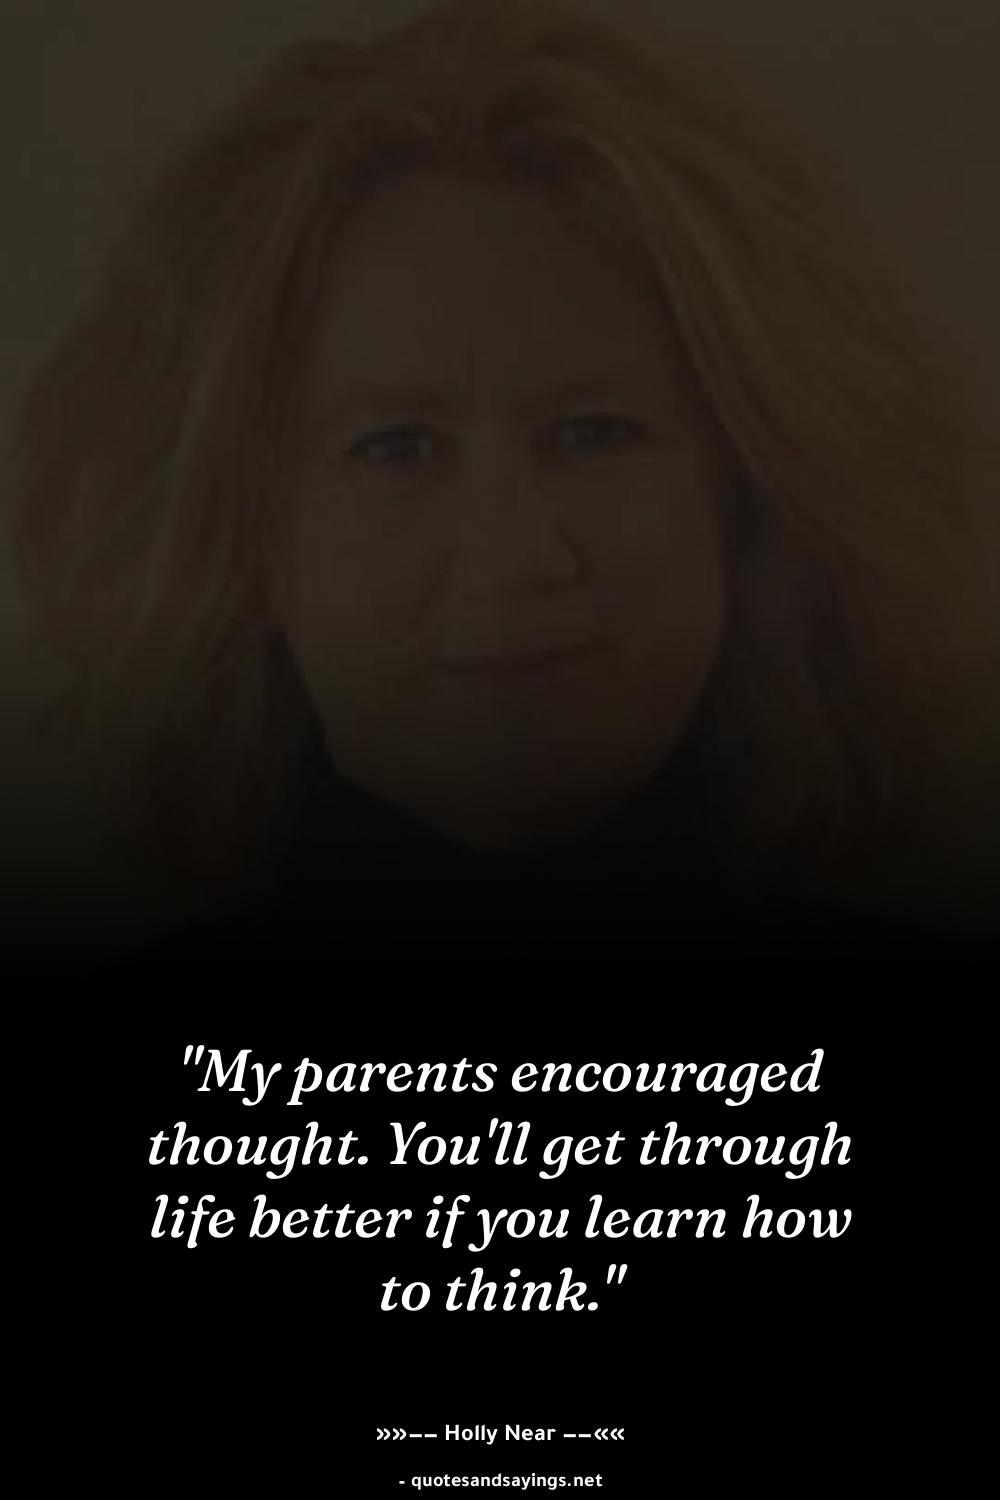 "My parents encouraged
thought. You'll get through
life better if you learn how
to think."
»»–– Holly Near ––««
- quotesandsayings.net